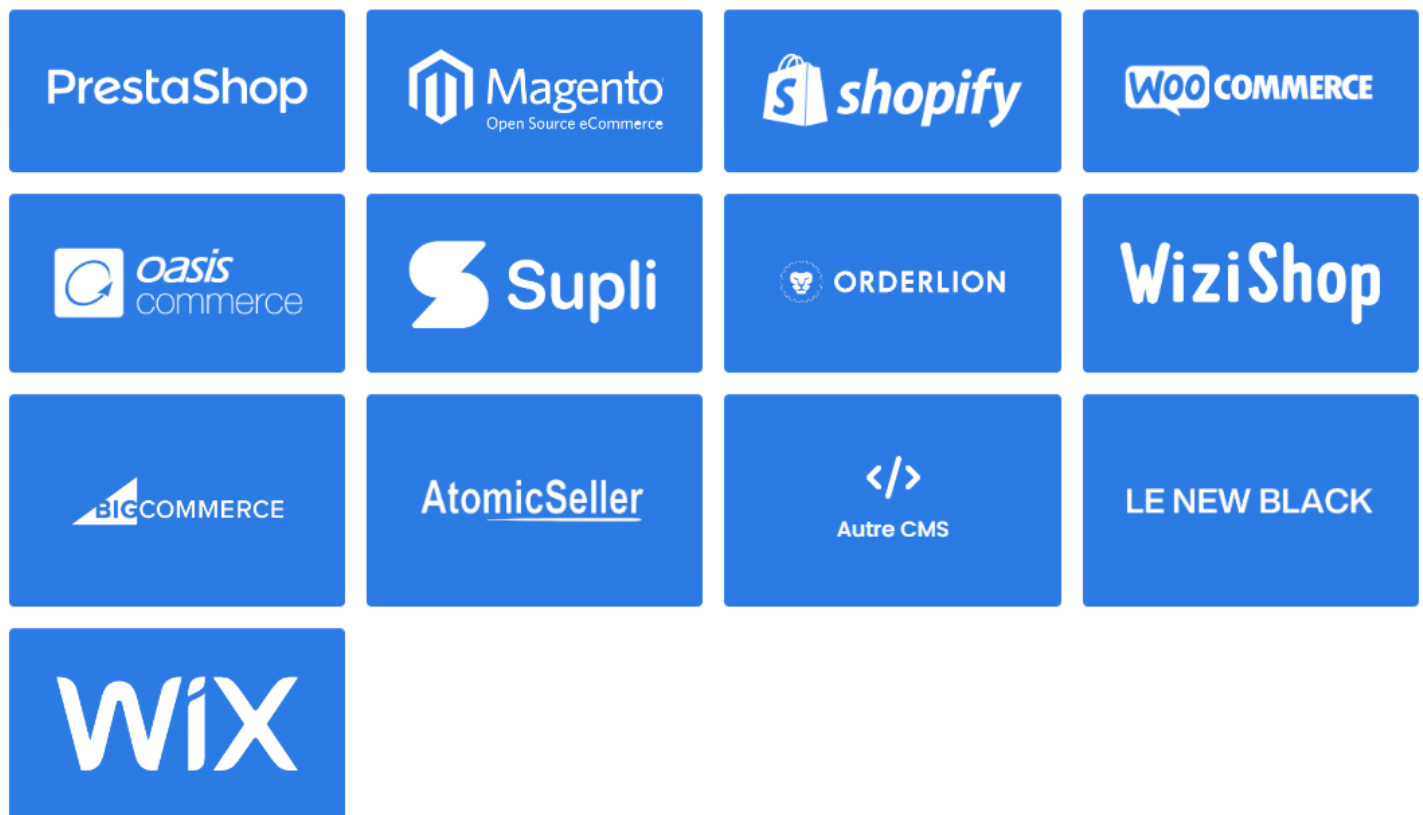 PrestaShop
Magento
Open Source eCommerce
S shopify
WOO COMMERCE
oasis
commerce
Supli
ORDERLION
WiziShop
BIGCOMMERCE
AtomicSeller
</>
Autre CMS
LE NEW BLACK
WiX